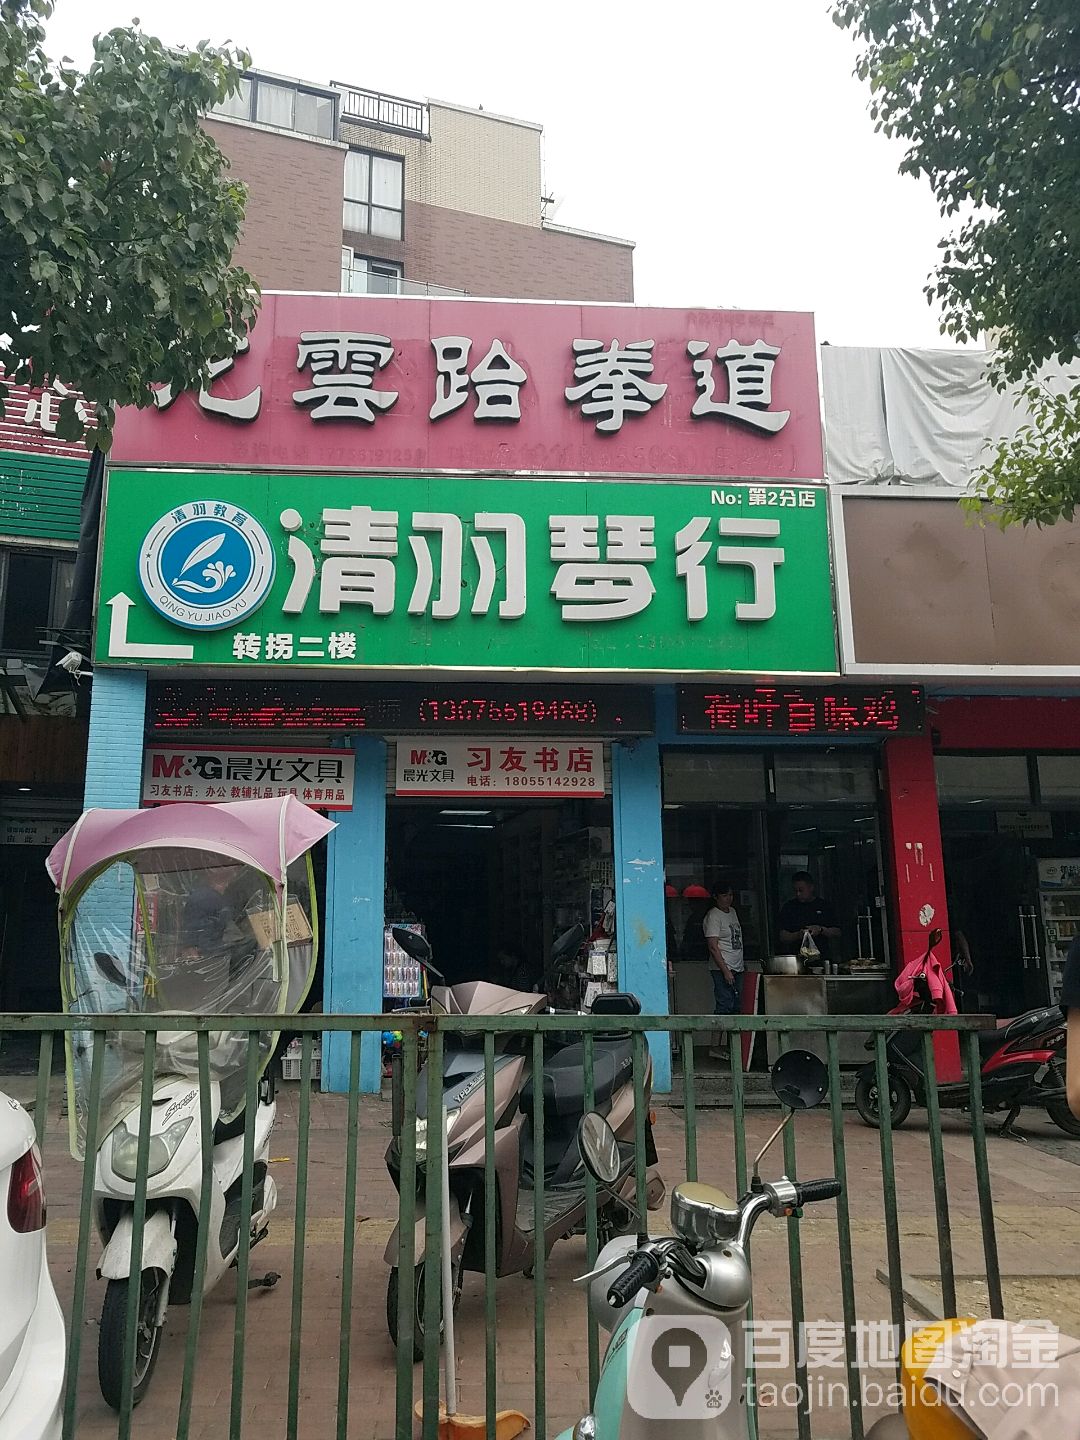 雲跆拳道
心
No: 第2分店
清羽教育
QING YU JIAO YU
清羽琴行
转拐二楼
(13676619488)
M&G晨光文具
习友书店：办公 教辅礼品 玩具 体育用品
M&G
晨光文具
习友书店
电话：18055142928
百度地图淘金
taojin.baidu.com